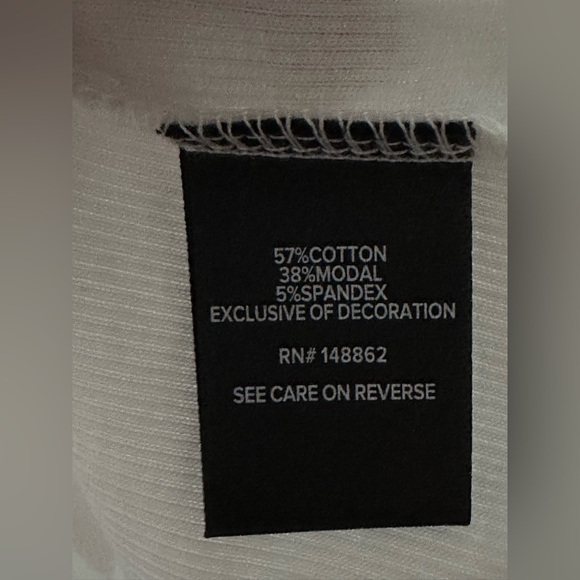 57%COTTON
38%MODAL
5%SPANDEX
EXCLUSIVE OF DECORATION
RN# 148862
SEE CARE ON REVERSE